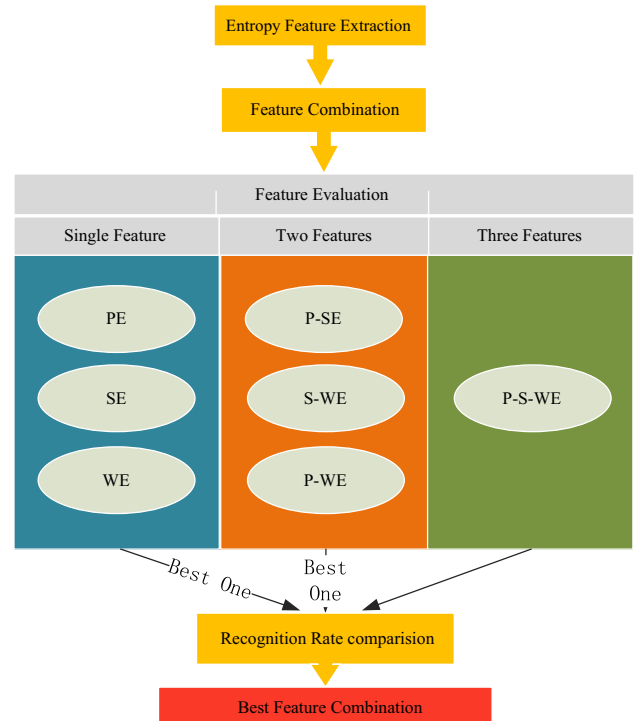 Entropy Feature Extraction
Feature Combination
Feature Evaluation
Single Feature
Two Features
Three Features
PE
P-SE
SE
S-WE
P-S-WE
WE
P-WE
Best One
Best
One
Recognition Rate comparision
Best Feature Combination